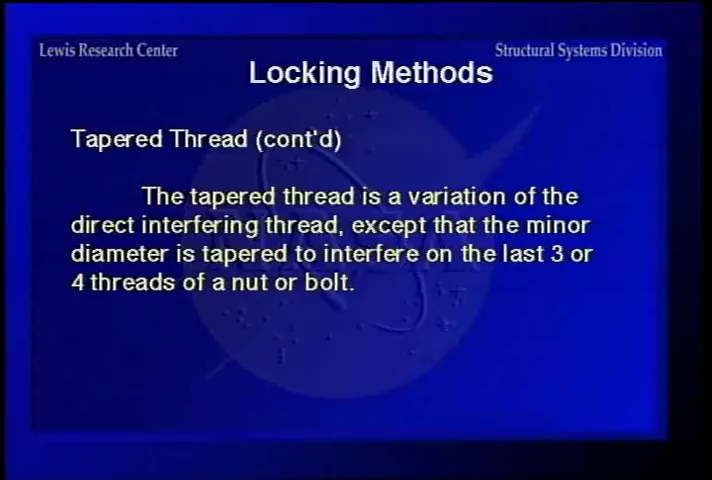 Lewis Research Center
Structural Systems Division
Locking Methods
Tapered Thread (cont'd)
The tapered thread is a variation of the
direct interfering thread, except that the minor
diameter is tapered to interfere on the last 3 or
4 threads of a nut or bolt.
NASA